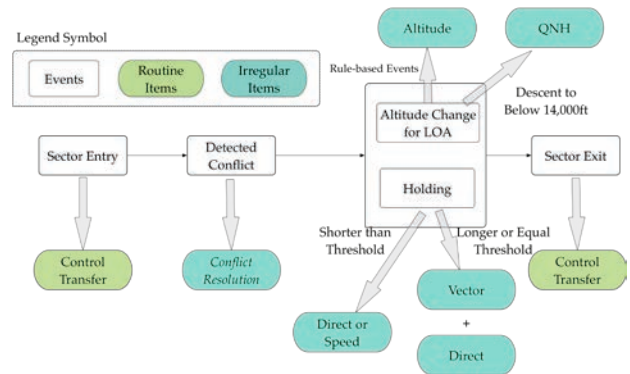 Legend Symbol
Events
Routine
Items
Irregular
Items
Altitude
QNH
Rule-based Events
Descent to
Below 14,000ft
Altitude Change
for LOA
Sector Entry
Detected
Conflict
Holding
Sector Exit
Shorter than
Threshold
Longer or Equal
Threshold
Control
Transfer
Conflict
Resolution
Control
Transfer
Vector
+
Direct
Direct or
Speed